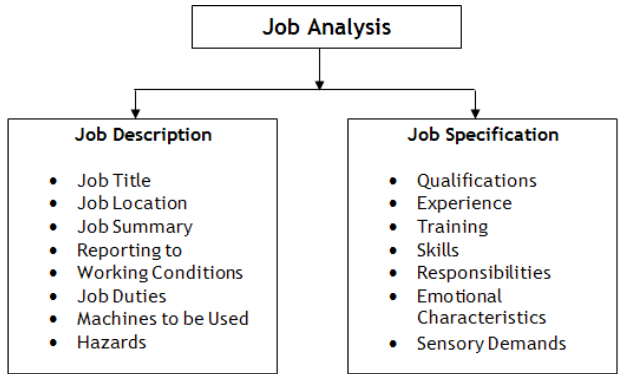 Job Analysis
Job Description
• Job Title
• Job Location
• Job Summary
• Reporting to
• Working Conditions
• Job Duties
• Machines to be Used
• Hazards
Job Specification
• Qualifications
• Experience
• Training
• Skills
• Responsibilities
• Emotional
Characteristics
• Sensory Demands